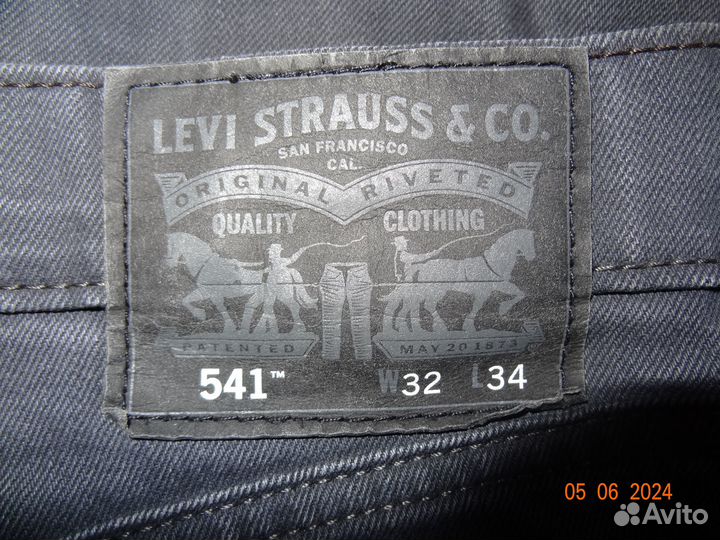 LEVI STRAUSS & CO.
SAN FRANCISCO
CAL.
ORIGINAL RIVETED
QUALITY CLOTHING
PATENTED MAY 20 1873
541™ W32 L34
05 06 2024
Avito